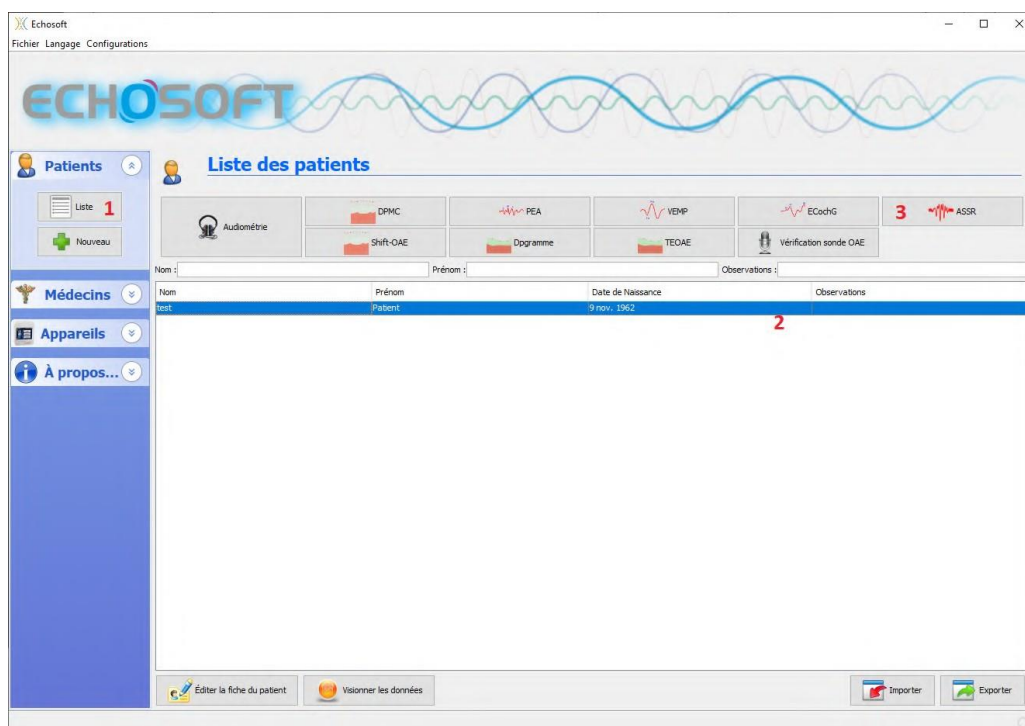 Echosoft
Fichier Langage Configurations
ECHOSOFT
Patients
Liste 1
Nouveau
Médecins
Appareils
À propos...
Liste des patients
Audiométrie
DPMC
PEA
VEMP
ECochG
3 ASSR
Shift-OAE
Dpgramme
TEOAE
Vérification sonde OAE
Nom : Prénom : Observations :
Nom Prénom Date de Naissance Observations
test Patient 9 nov. 1962
2
Éditer la fiche du patient
Visionner les données
Importer
Exporter